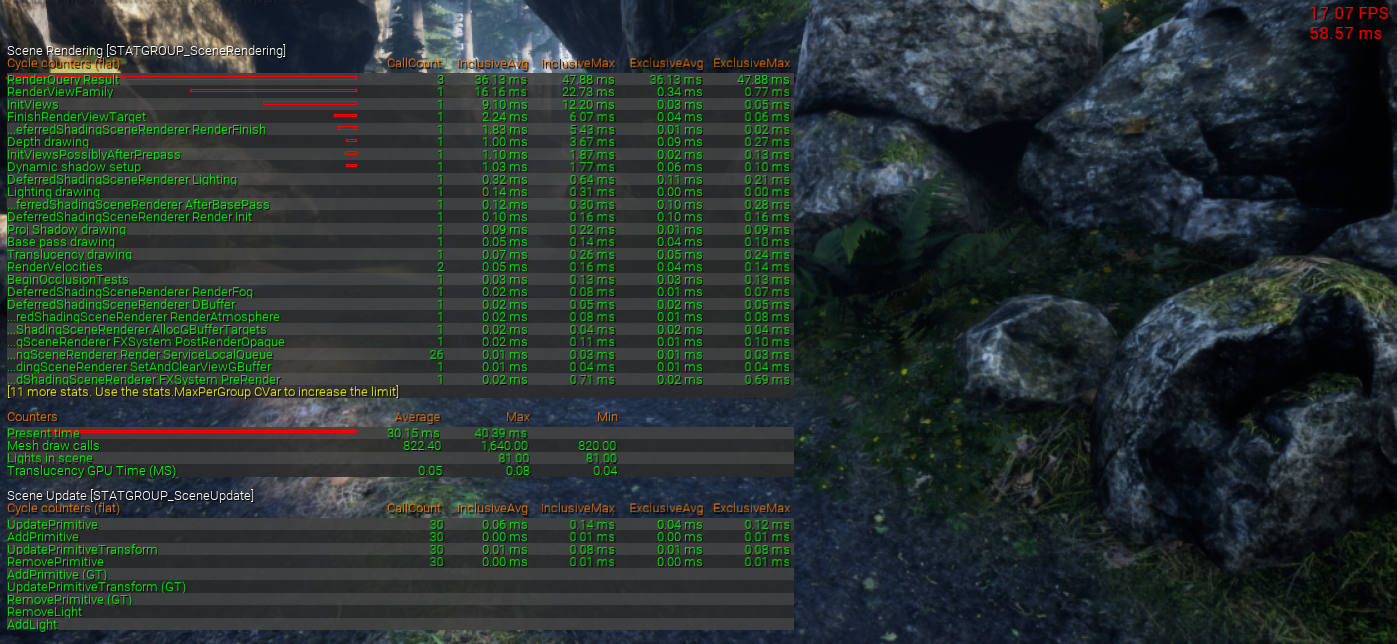 17.07 FPS
58.57 ms
Scene Rendering [STATGROUP_SceneRendering]
Cycle counters (flat) CallCount InclusiveAvg InclusiveMax ExclusiveAvg ExclusiveMax
RenderQuery Result 3 36.13 ms 47.88 ms 36.13 ms 47.88 ms
RenderViewFamily 1 16.16 ms 22.73 ms 0.34 ms 0.77 ms
InitViews 1 9.10 ms 12.20 ms 0.03 ms 0.05 ms
FinishRenderViewTarget 1 2.24 ms 6.07 ms 0.04 ms 0.06 ms
...eferredShadingSceneRenderer RenderFinish 1 1.83 ms 5.43 ms 0.01 ms 0.02 ms
Depth drawing 1 1.00 ms 3.67 ms 0.09 ms 0.27 ms
InitViewsPossiblyAfterPrepass 1 1.10 ms 1.87 ms 0.02 ms 0.13 ms
Dynamic shadow setup 1 1.03 ms 1.77 ms 0.06 ms 0.10 ms
DeferredShadingSceneRenderer Lighting 1 0.32 ms 0.64 ms 0.11 ms 0.21 ms
Lighting drawing 1 0.14 ms 0.31 ms 0.00 ms 0.00 ms
...ferredShadingSceneRenderer AfterBasePass 1 0.12 ms 0.30 ms 0.10 ms 0.28 ms
DeferredShadingSceneRenderer Render Init 1 0.10 ms 0.16 ms 0.10 ms 0.16 ms
Proj Shadow drawing 1 0.09 ms 0.22 ms 0.01 ms 0.09 ms
Base pass drawing 1 0.05 ms 0.14 ms 0.04 ms 0.10 ms
Translucency drawing 1 0.07 ms 0.26 ms 0.05 ms 0.24 ms
RenderVelocities 2 0.05 ms 0.16 ms 0.04 ms 0.14 ms
BeginOcclusionTests 1 0.03 ms 0.13 ms 0.03 ms 0.13 ms
DeferredShadingSceneRenderer RenderFog 1 0.02 ms 0.08 ms 0.01 ms 0.07 ms
DeferredShadingSceneRenderer DBuffer 1 0.02 ms 0.05 ms 0.02 ms 0.05 ms
...redShadingSceneRenderer RenderAtmosphere 1 0.02 ms 0.08 ms 0.01 ms 0.08 ms
...ShadingSceneRenderer AllocGBufferTargets 1 0.02 ms 0.04 ms 0.02 ms 0.04 ms
...gSceneRenderer FXSystem PostRenderOpaque 1 0.02 ms 0.11 ms 0.01 ms 0.10 ms
...ngSceneRenderer Render ServiceLocalQueue 26 0.01 ms 0.03 ms 0.01 ms 0.03 ms
...dingSceneRenderer SetAndClearViewGBuffer 1 0.01 ms 0.04 ms 0.01 ms 0.04 ms
...dShadingSceneRenderer FXSystem PreRender 1 0.02 ms 0.71 ms 0.02 ms 0.69 ms
[11 more stats. Use the stats.MaxPerGroup CVar to increase the limit]
Counters Average Max Min
Present time 30.15 ms 40.39 ms
Mesh draw calls 822.40 1,640.00 820.00
Lights in scene 81.00 81.00
Translucency GPU Time (MS) 0.05 0.08 0.04
Scene Update [STATGROUP_SceneUpdate]
Cycle counters (flat) CallCount InclusiveAvg InclusiveMax ExclusiveAvg ExclusiveMax
UpdatePrimitive 30 0.06 ms 0.14 ms 0.04 ms 0.12 ms
AddPrimitive 30 0.00 ms 0.01 ms 0.00 ms 0.01 ms
UpdatePrimitiveTransform 30 0.01 ms 0.08 ms 0.01 ms 0.08 ms
RemovePrimitive 30 0.00 ms 0.01 ms 0.00 ms 0.01 ms
AddPrimitive (GT)
UpdatePrimitiveTransform (GT)
RemovePrimitive (GT)
RemoveLight
AddLight